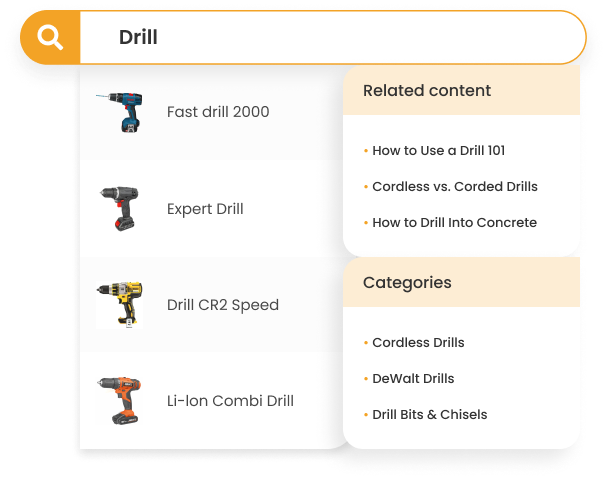 Drill
Fast drill 2000
Expert Drill
Drill CR2 Speed
Li-Ion Combi Drill
Related content
• How to Use a Drill 101
• Cordless vs. Corded Drills
• How to Drill Into Concrete
Categories
• Cordless Drills
• DeWalt Drills
• Drill Bits & Chisels